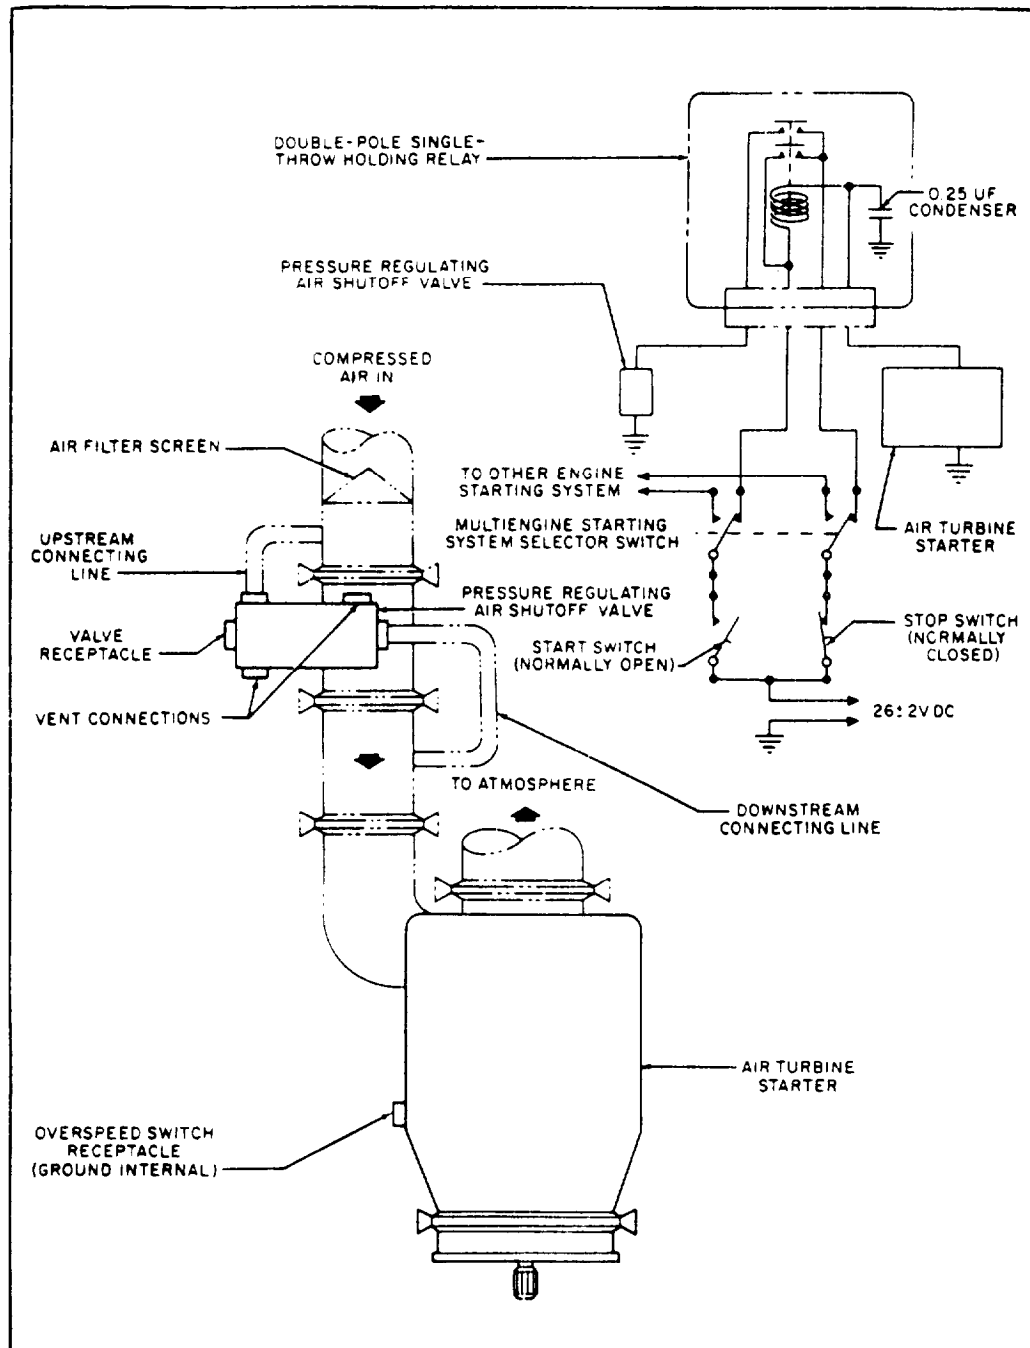 DOUBLE-POLE SINGLE-
THROW HOLDING RELAY
0.25 UF
CONDENSER
PRESSURE REGULATING
AIR SHUTOFF VALVE
COMPRESSED
AIR IN
AIR FILTER SCREEN
TO OTHER ENGINE
STARTING SYSTEM
MULTIENGINE STARTING
SYSTEM SELECTOR SWITCH
AIR TURBINE
STARTER
UPSTREAM
CONNECTING
LINE
PRESSURE REGULATING
AIR SHUTOFF VALVE
VALVE
RECEPTACLE
START SWITCH
(NORMALLY OPEN)
STOP SWITCH
(NORMALLY
CLOSED)
VENT CONNECTIONS
26±2V DC
TO ATMOSPHERE
DOWNSTREAM
CONNECTING LINE
AIR TURBINE
STARTER
OVERSPEED SWITCH
RECEPTACLE
(GROUND INTERNAL)